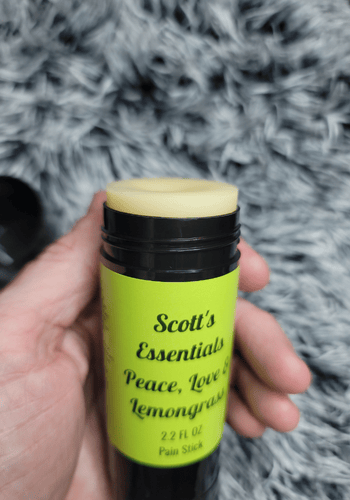 Scott's
Essentials
Peace, Love &
Lemongrass
2.2 FL OZ
Pain Stick